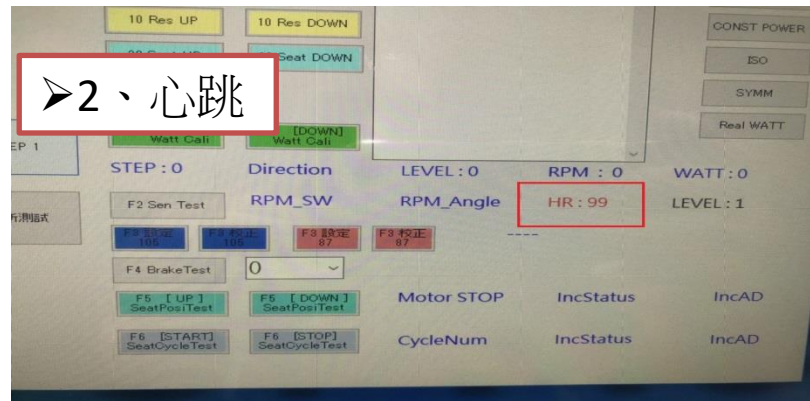 10 Res UP
10 Res DOWN
CONST POWER
Seat DOWN
ISO
➤2、心跳
SYMM
Real WATT
Watt Cali
[DOWN]
Watt Cali
EP 1
STEP : 0
Direction
LEVEL : 0
RPM : 0
WATT : 0
F2 Sen Test
RPM_SW
RPM_Angle
HR : 99
LEVEL : 1
F3 設定
105
F3 校正
105
F3 設定
87
F3 校正
87
----
F4 BrakeTest
0
F5 [ UP ]
SeatPosiTest
F5 [ DOWN ]
SeatPosiTest
Motor STOP
IncStatus
IncAD
F6 [START]
SeatCycleTest
F6 [STOP]
SeatCycleTest
CycleNum
IncStatus
IncAD